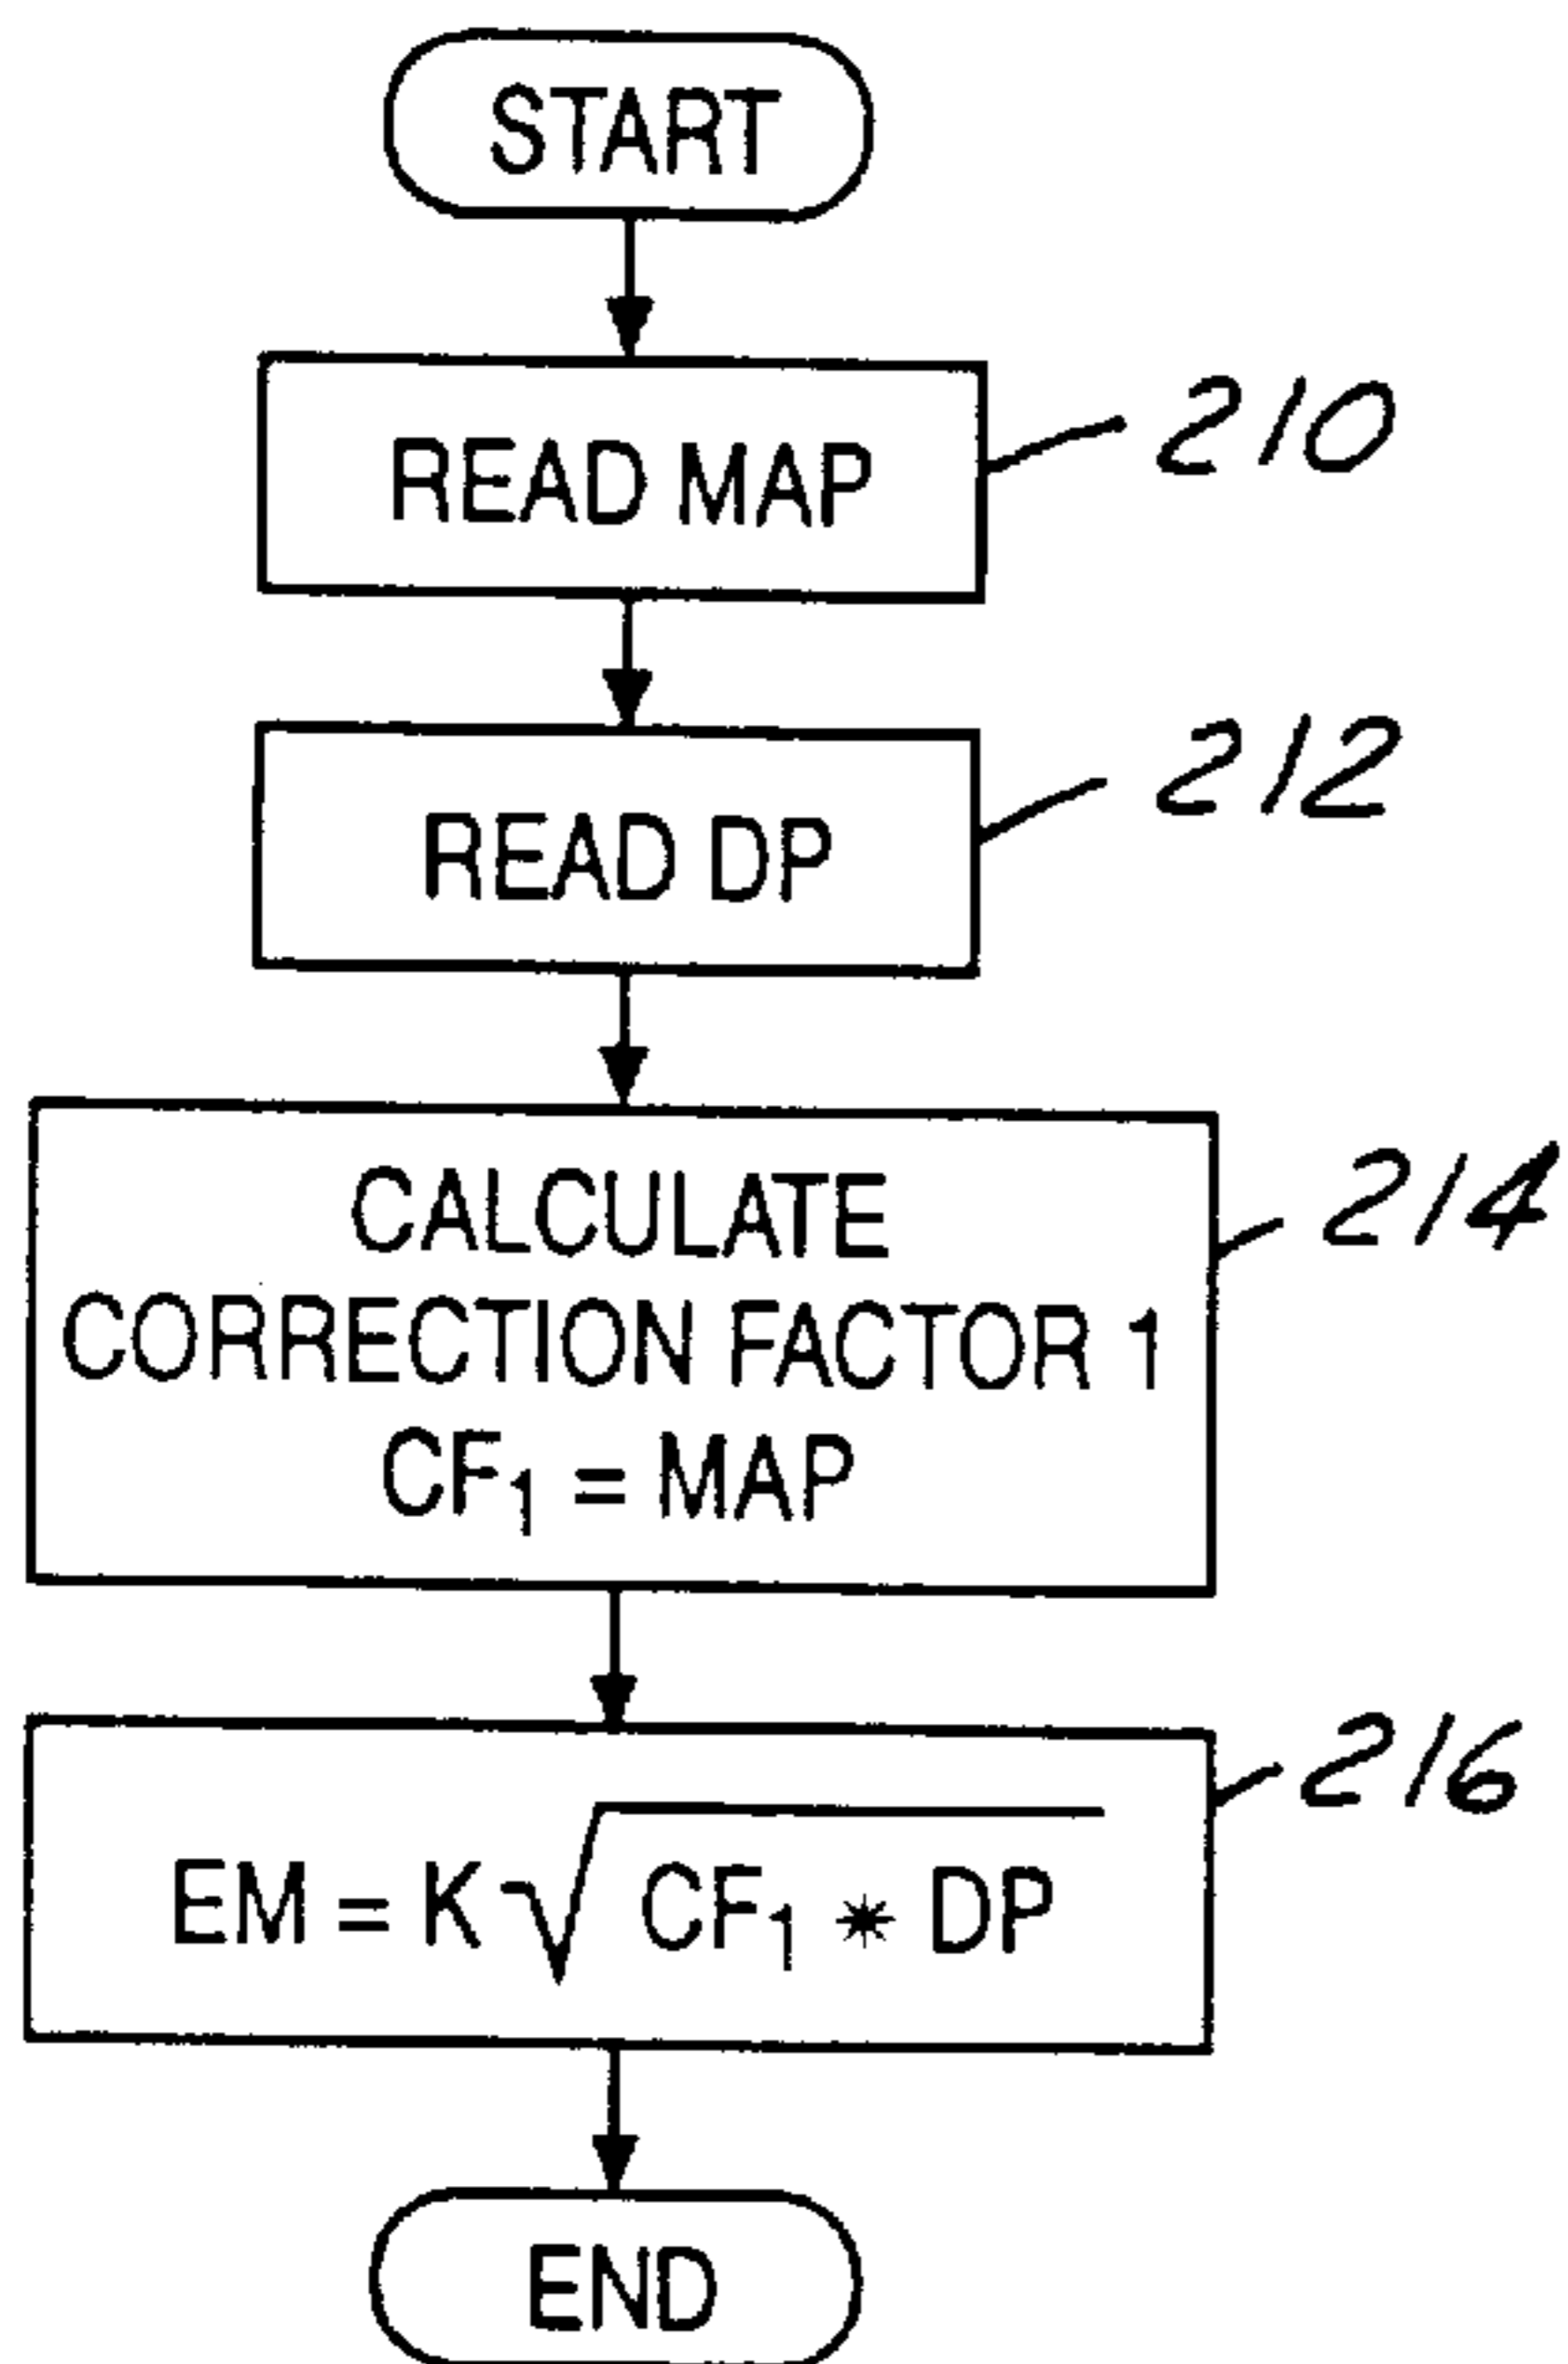 START
READ MAP
210
READ DP
212
CALCULATE
CORRECTION FACTOR 1
CF₁ = MAP
214
EM = K√CF₁ * DP
216
END